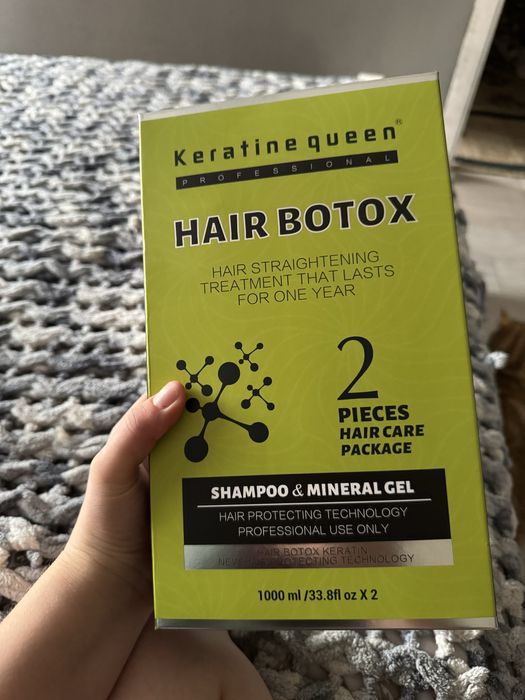 Keratine queen®
PROFESSIONAL
HAIR BOTOX
HAIR STRAIGHTENING
TREATMENT THAT LASTS
FOR ONE YEAR
2
PIECES
HAIR CARE
PACKAGE
SHAMPOO & MINERAL GEL
HAIR PROTECTING TECHNOLOGY
PROFESSIONAL USE ONLY
HAIR BOTOX KERATIN
PROTECTING TECHNOLOGY
1000 ml /33.8fl oz X 2